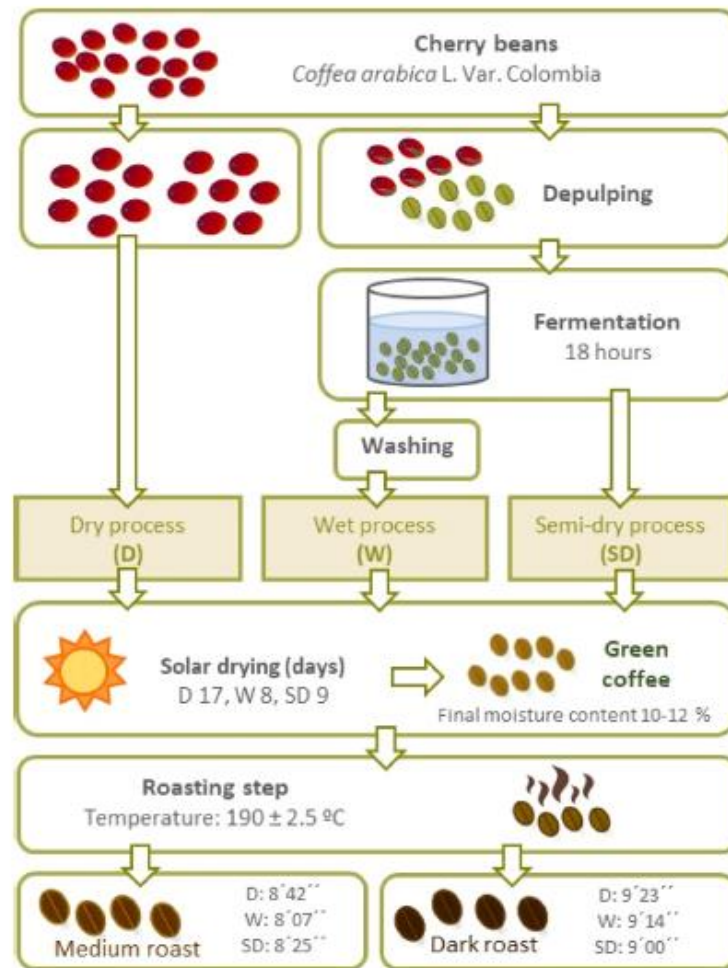 Cherry beans
Coffea arabica L. Var. Colombia
Depulping
Fermentation
18 hours
Washing
Dry process
(D)
Wet process
(W)
Semi-dry process
(SD)
Solar drying (days)
D 17, W 8, SD 9
Green
coffee
Final moisture content 10-12 %
Roasting step
Temperature: 190 ± 2.5 ºC
Medium roast
D: 8´42´´
W: 8´07´´
SD: 8´25´´
Dark roast
D: 9´23´´
W: 9´14´´
SD: 9´00´´